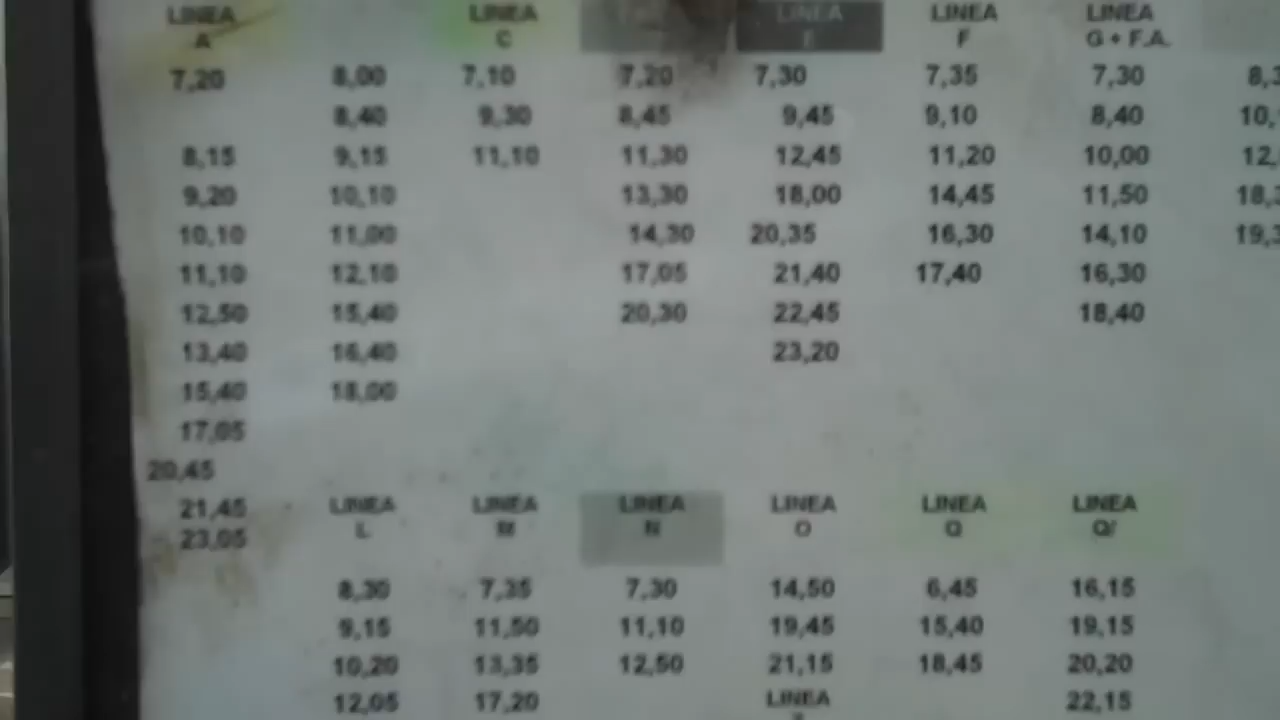 LINEA LINEA LINEA LINEA LINEA
A C F G + F.A.
7,20 8,00 7,10 7,20 7,30 7,35 7,30
8,40 9,30 8,45 9,45 9,10 8,40
8,15 9,15 11,10 11,30 12,45 11,20 10,00
9,20 10,10 13,30 18,00 14,45 11,50
10,10 11,00 14,30 20,35 16,30 14,10
11,10 12,10 17,05 21,40 17,40 16,30
12,50 15,40 20,30 22,45 18,40
13,40 16,40 23,20
15,40 18,00
17,05
20,45
21,45 LINEA LINEA LINEA LINEA LINEA LINEA
23,05 L M N O Q Q/
8,30 7,35 7,30 14,50 6,45 16,15
9,15 11,50 11,10 19,45 15,40 19,15
10,20 13,35 12,50 21,15 18,45 20,20
12,05 17,20 LINEA 22,15